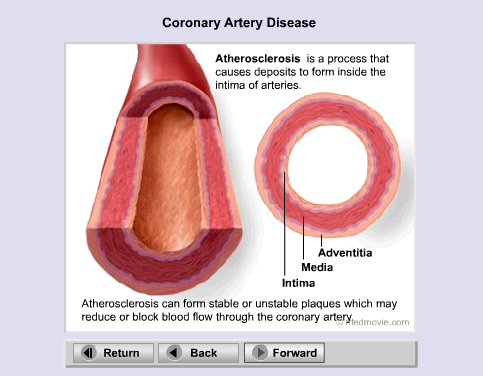 Coronary Artery Disease
Atherosclerosis is a process that
causes deposits to form inside the
intima of arteries.
Adventitia
Media
Intima
Atherosclerosis can form stable or unstable plaques which may
reduce or block blood flow through the coronary artery.
© medmovie.com
Return
Back
Forward